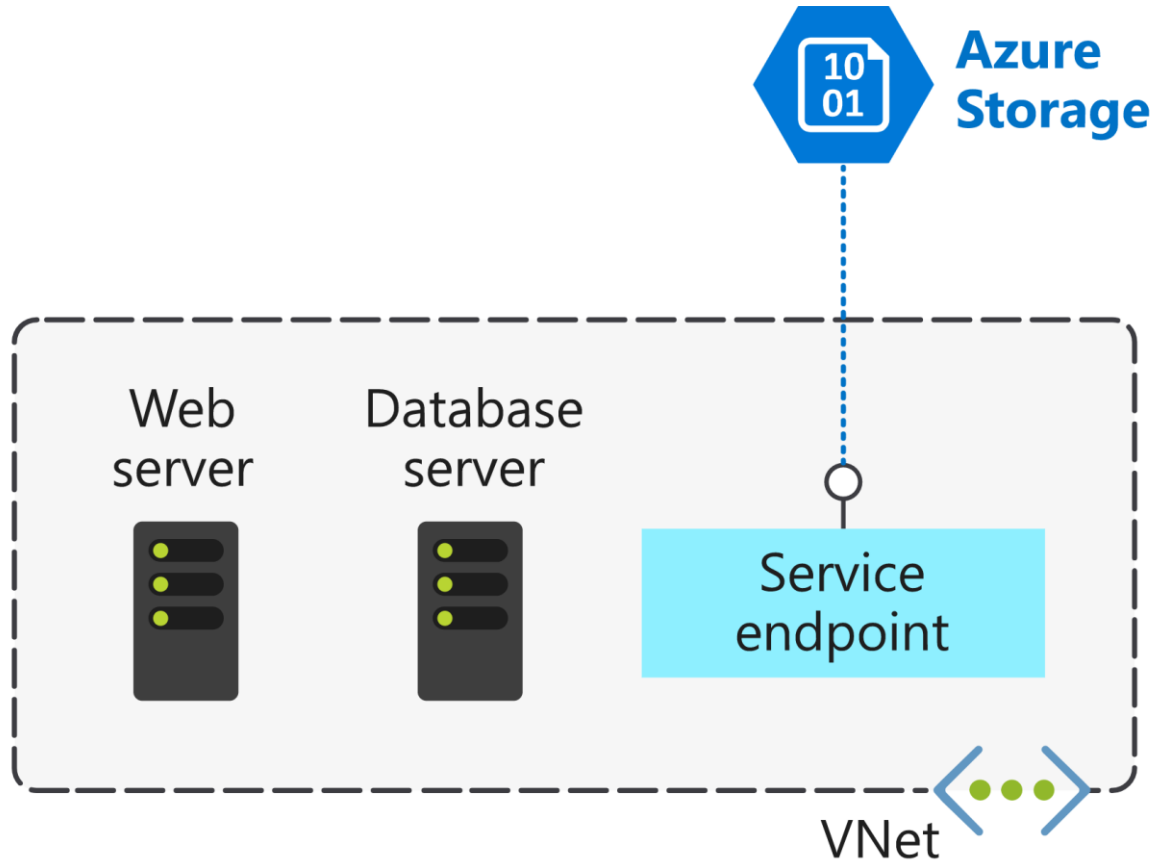 10
01
Azure
Storage
Web
server
Database
server
Service
endpoint
VNet